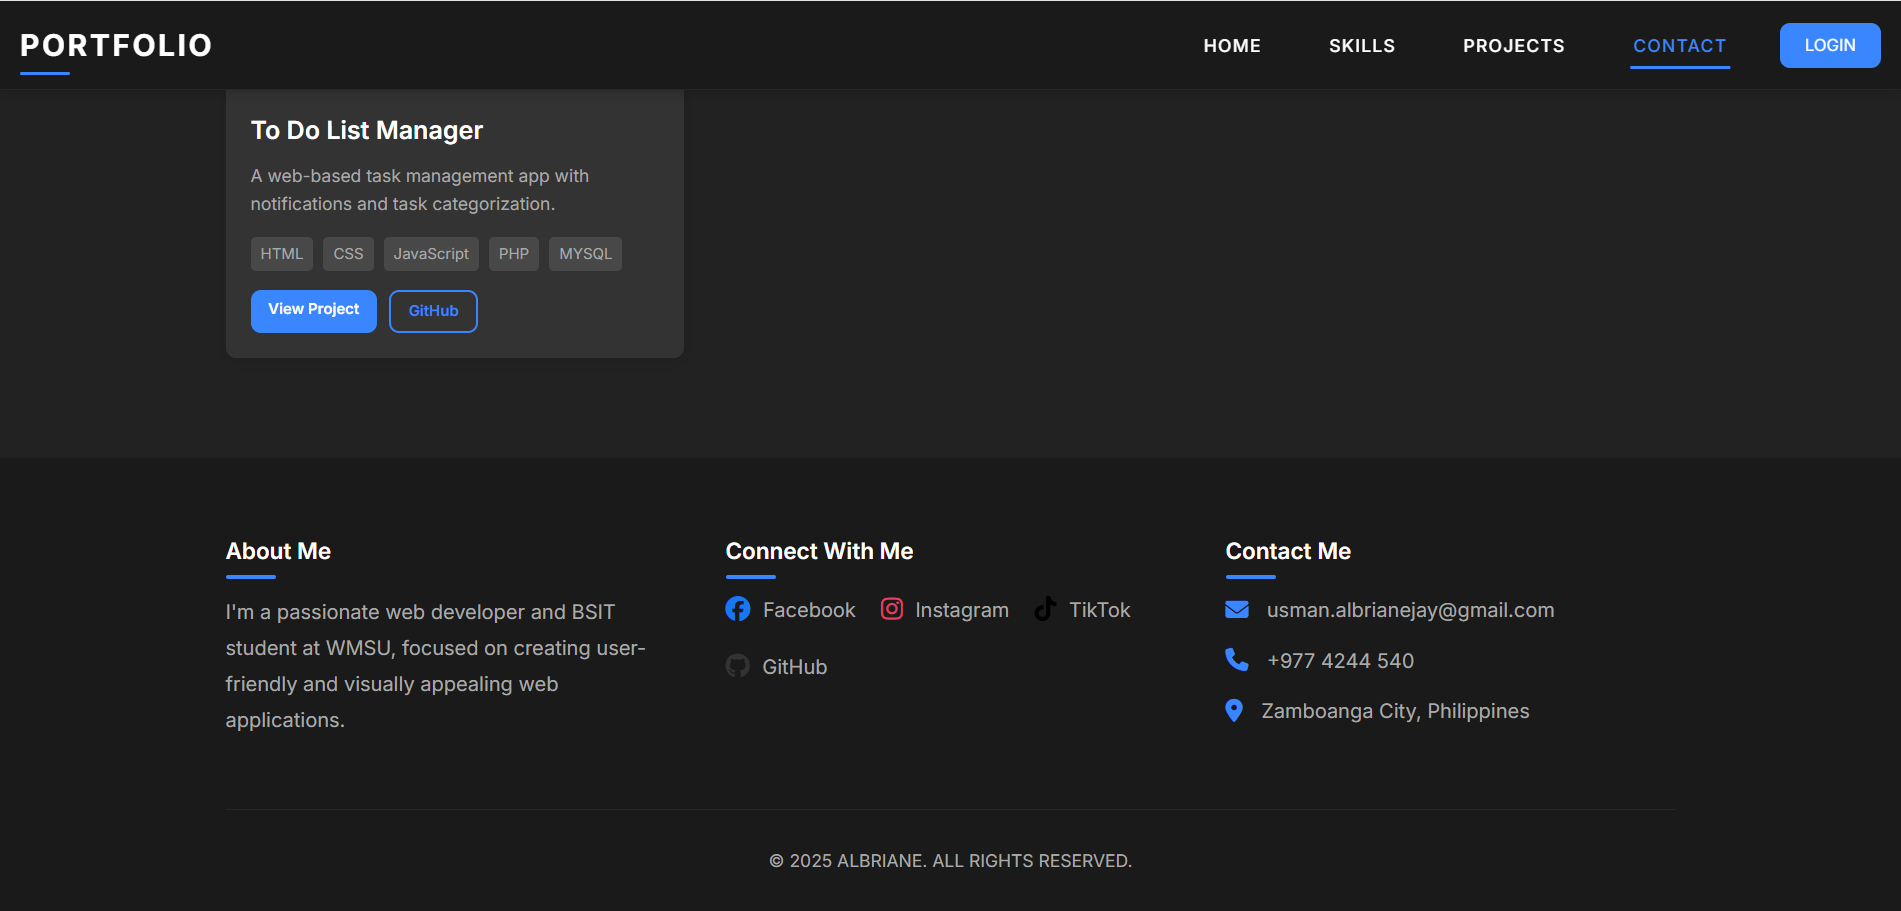 PORTFOLIO
HOME SKILLS PROJECTS CONTACT LOGIN
To Do List Manager
A web-based task management app with
notifications and task categorization.
HTML CSS JavaScript PHP MYSQL
View Project GitHub
About Me
I'm a passionate web developer and BSIT
student at WMSU, focused on creating user-
friendly and visually appealing web
applications.
Connect With Me
Facebook Instagram TikTok
GitHub
Contact Me
usman.albrianejay@gmail.com
+977 4244 540
Zamboanga City, Philippines
© 2025 ALBRIANE. ALL RIGHTS RESERVED.